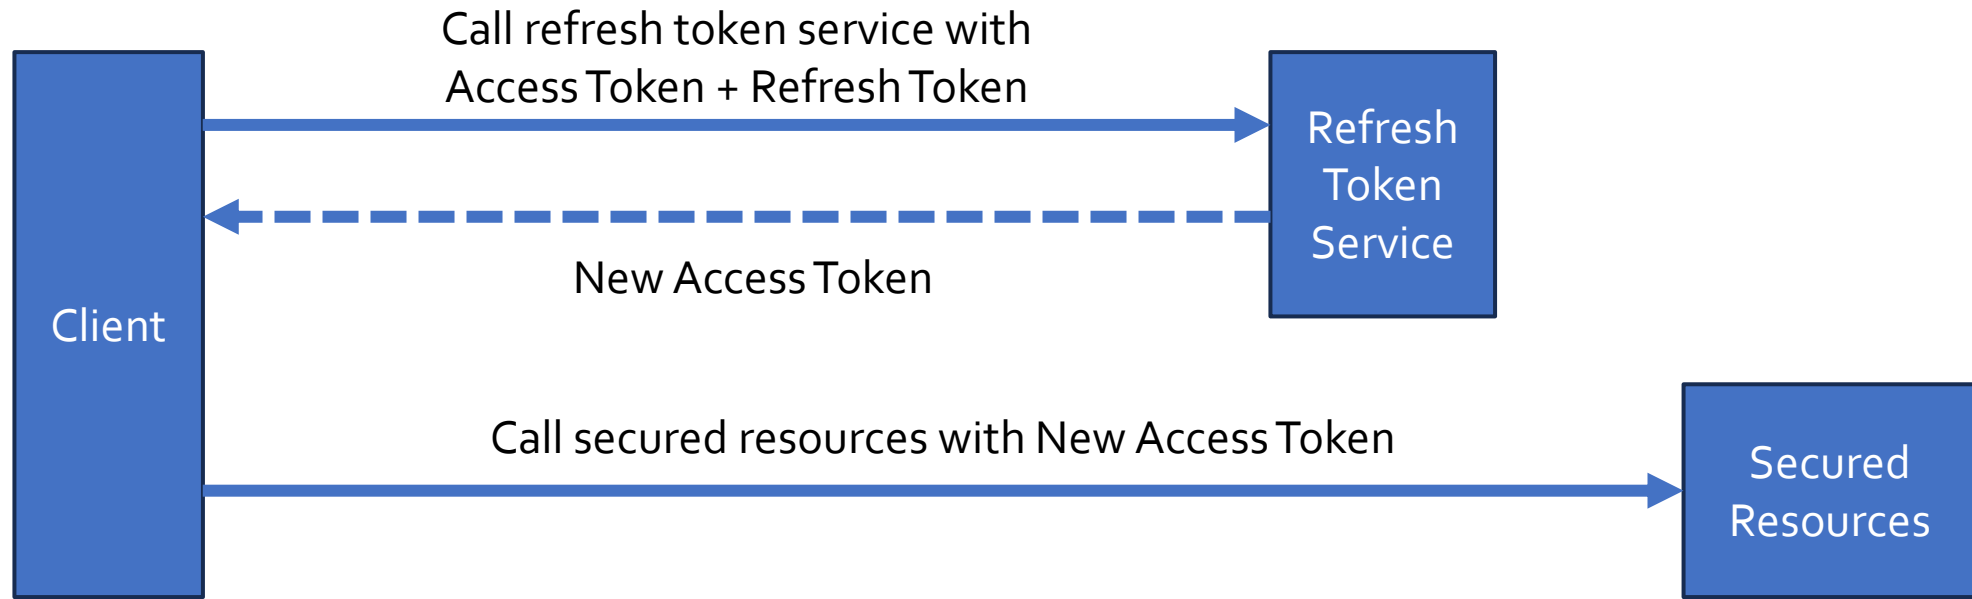 Call refresh token service with
Access Token + Refresh Token
Refresh
Token
Service
New Access Token
Client
Call secured resources with New Access Token
Secured
Resources